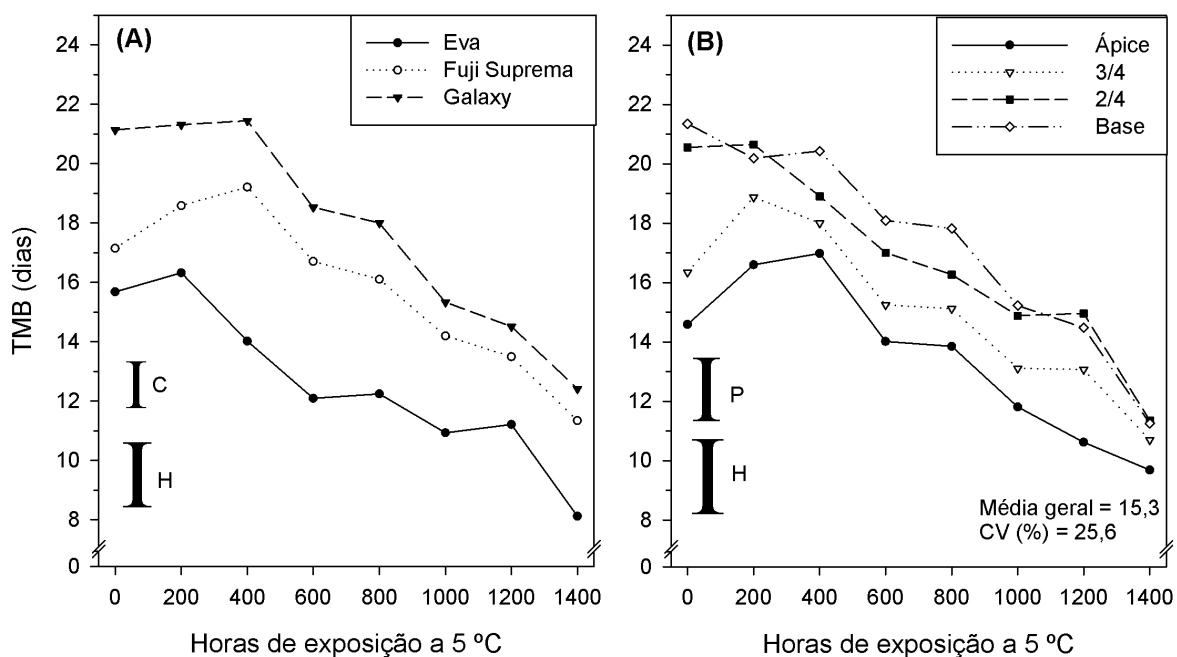 (A)
Eva
Fuji Suprema
Galaxy
TMB (dias)
24
22
20
18
16
14
12
10
8
0
C
H
0 200 400 600 800 1000 1200 1400
Horas de exposição a 5 ºC
(B)
Ápice
3/4
2/4
Base
24
22
20
18
16
14
12
10
8
0
P
H
Média geral = 15,3
CV (%) = 25,6
0 200 400 600 800 1000 1200 1400
Horas de exposição a 5 ºC